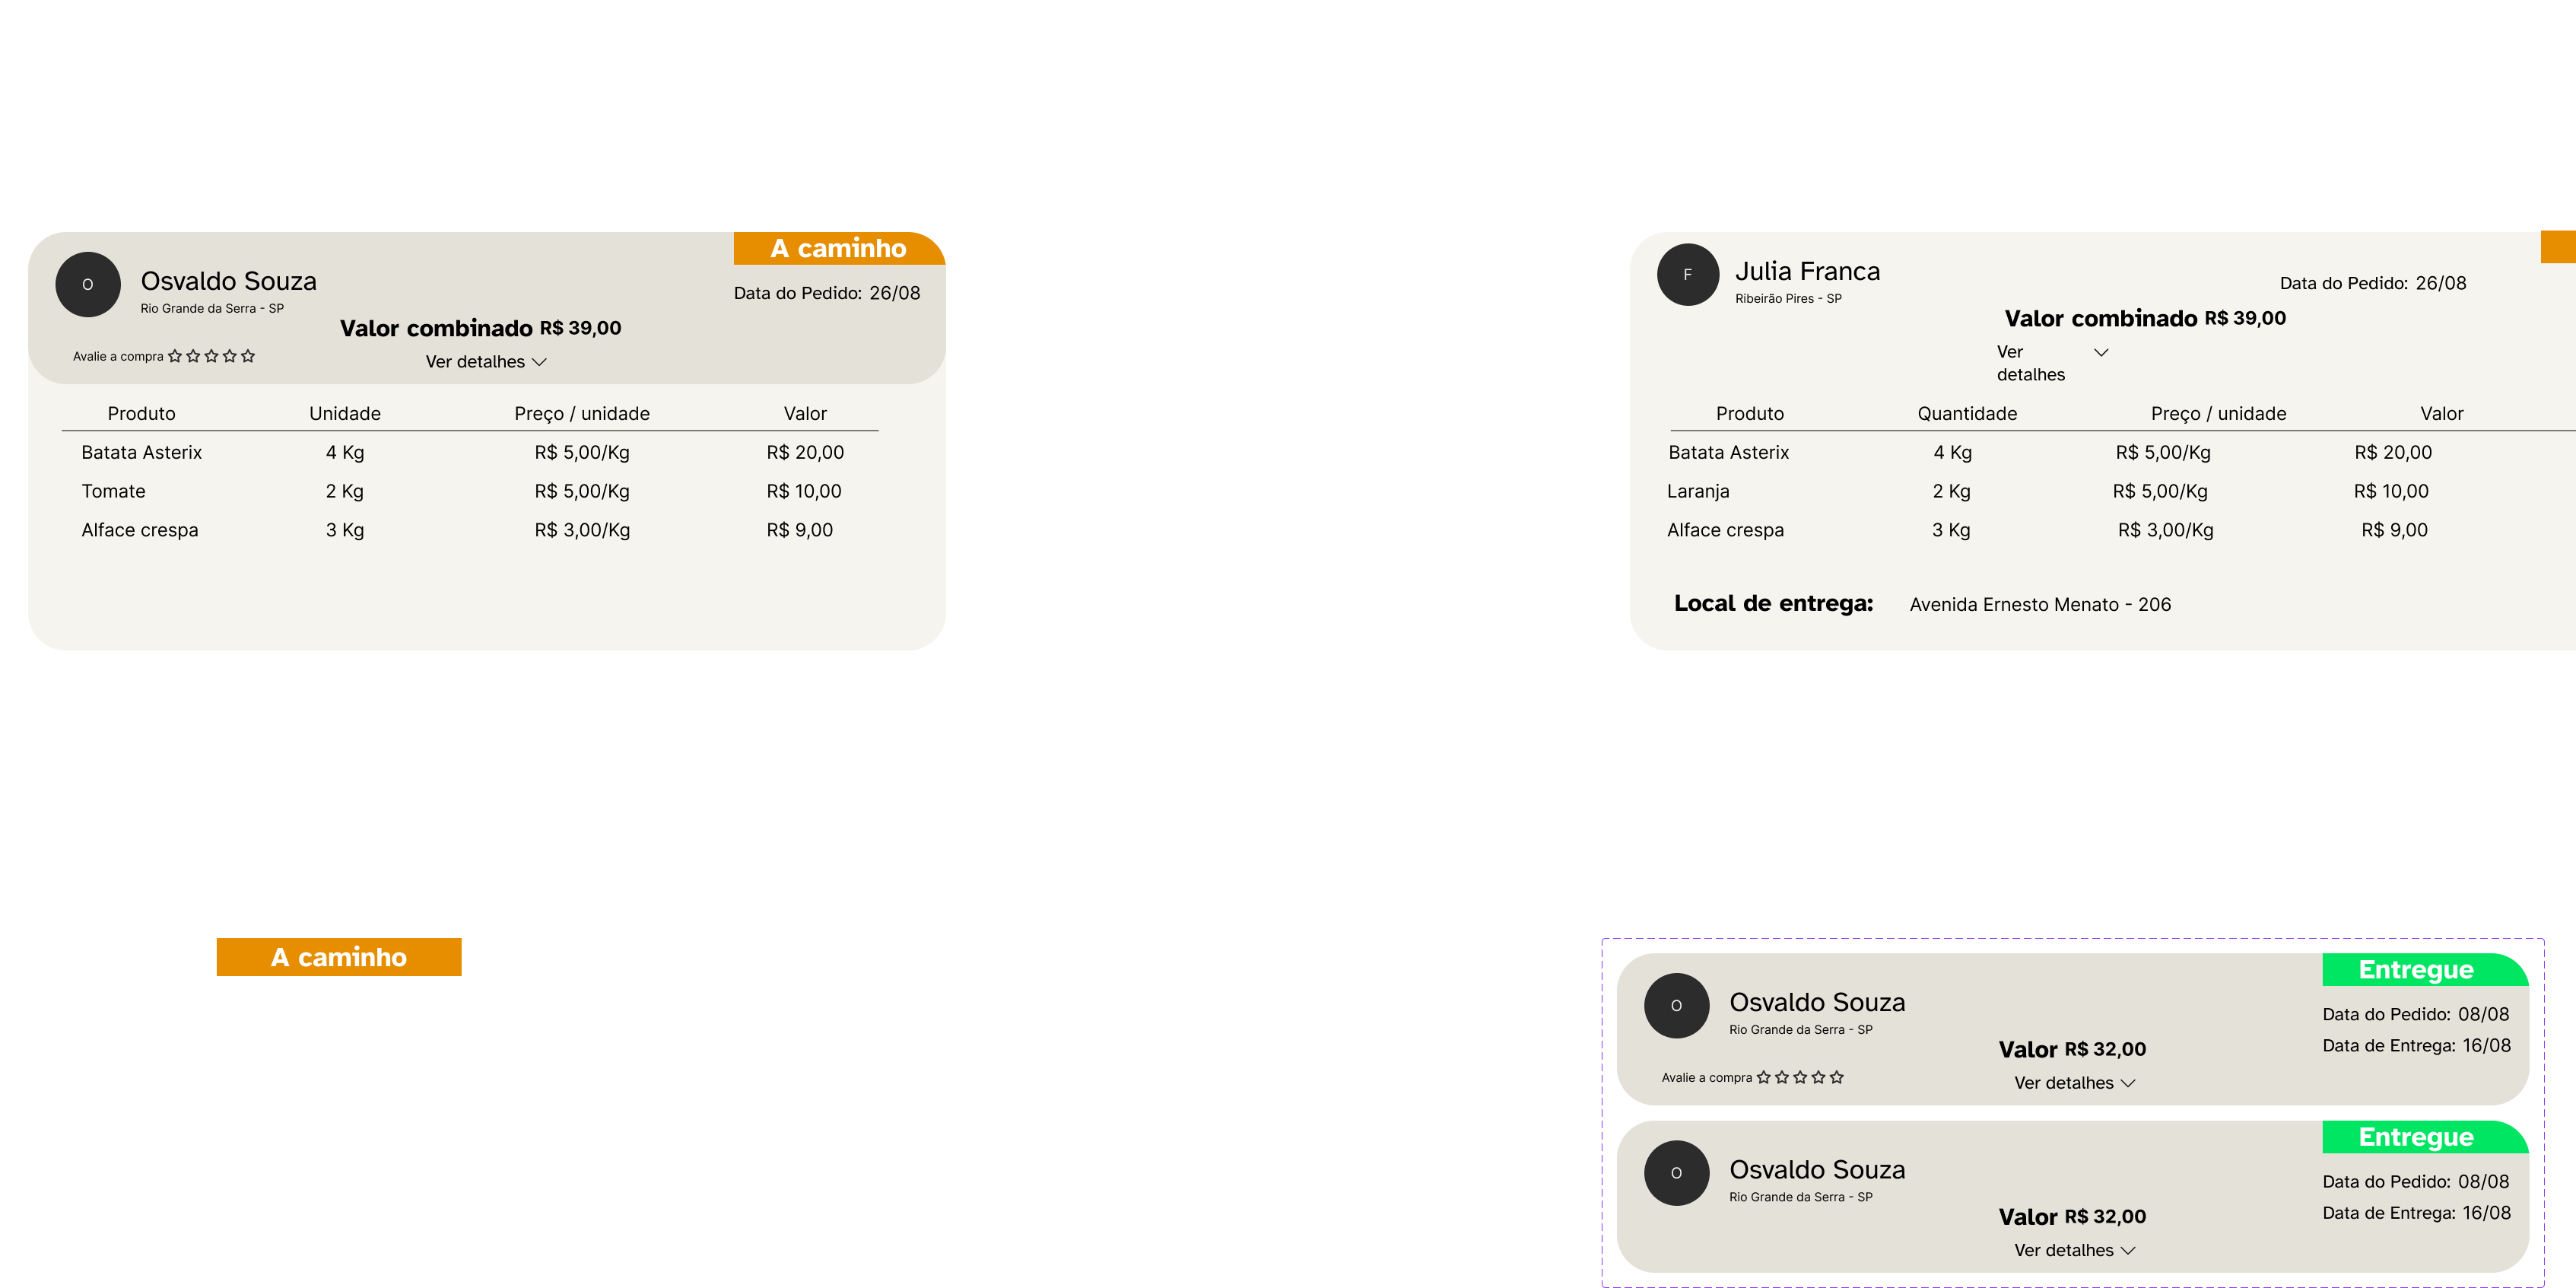 A caminho
O
Osvaldo Souza
Rio Grande da Serra - SP
Data do Pedido: 26/08
Valor combinado R$ 39,00
Avalie a compra
Ver detalhes
Produto Unidade Preço / unidade Valor
Batata Asterix 4 Kg R$ 5,00/Kg R$ 20,00
Tomate 2 Kg R$ 5,00/Kg R$ 10,00
Alface crespa 3 Kg R$ 3,00/Kg R$ 9,00
F
Julia Franca
Ribeirão Pires - SP
Data do Pedido: 26/08
Valor combinado R$ 39,00
Ver
detalhes
Produto Quantidade Preço / unidade Valor
Batata Asterix 4 Kg R$ 5,00/Kg R$ 20,00
Laranja 2 Kg R$ 5,00/Kg R$ 10,00
Alface crespa 3 Kg R$ 3,00/Kg R$ 9,00
Local de entrega: Avenida Ernesto Menato - 206
A caminho
Entregue
O
Osvaldo Souza
Rio Grande da Serra - SP
Data do Pedido: 08/08
Data de Entrega: 16/08
Valor R$ 32,00
Avalie a compra
Ver detalhes
Entregue
O
Osvaldo Souza
Rio Grande da Serra - SP
Data do Pedido: 08/08
Data de Entrega: 16/08
Valor R$ 32,00
Ver detalhes